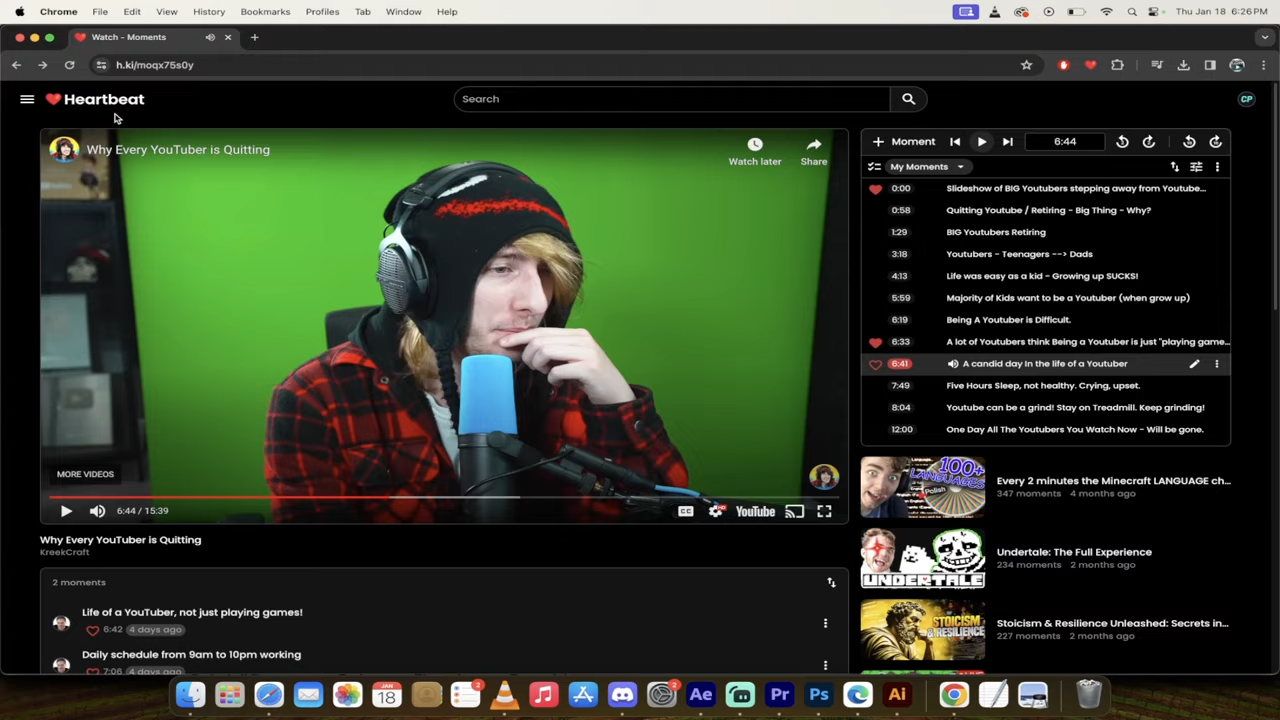 Chrome File Edit View History Bookmarks Profiles Tab Window Help Thu Jan 18 6:26 PM
Watch - Moments
h.ki/moqx75s0y
Heartbeat
Search
CP
Why Every YouTuber is Quitting
Watch later
Share
MORE VIDEOS
6:44 / 15:39
CC
HD
YouTube
Why Every YouTuber is Quitting
KreekCraft
2 moments
Life of a YouTuber, not just playing games!
6:42 4 days ago
Daily schedule from 9am to 10pm working
7:06 4 days ago
+ Moment 6:44
My Moments
0:00 Slideshow of BIG Youtubers stepping away from Youtube...
0:58 Quitting Youtube / Retiring - Big Thing - Why?
1:29 BIG Youtubers Retiring
3:18 Youtubers - Teenagers --> Dads
4:13 Life was easy as a kid - Growing up SUCKS!
5:59 Majority of Kids want to be a Youtuber (when grow up)
6:19 Being A Youtuber is Difficult.
6:33 A lot of Youtubers think Being a Youtuber is just "playing game...
6:41 A candid day In the life of a Youtuber
7:49 Five Hours Sleep, not healthy. Crying, upset.
8:04 Youtube can be a grind! Stay on Treadmill. Keep grinding!
12:00 One Day All The Youtubers You Watch Now - Will be gone.
100+
LANGUAGES
Polish
Every 2 minutes the Minecraft LANGUAGE ch...
347 moments 4 months ago
UNDERTALE
Undertale: The Full Experience
234 moments 2 months ago
STOICISM
& RESILIENCE
Stoicism & Resilience Unleashed: Secrets in...
227 moments 2 months ago
JAN
18
2
2
Ae
Pr
Ps
Ai